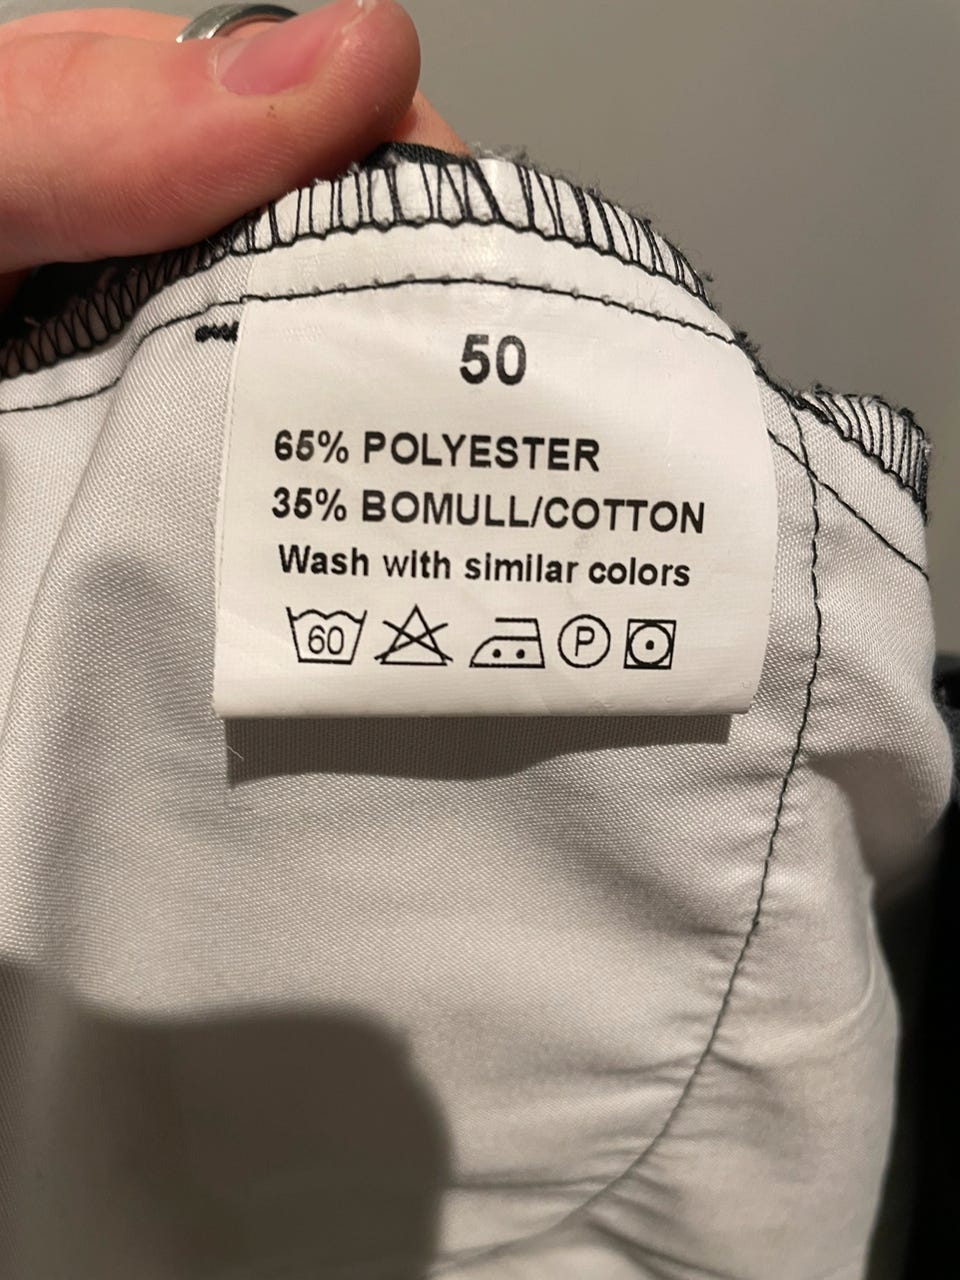 50
65% POLYESTER
35% BOMULL/COTTON
Wash with similar colors
60 P